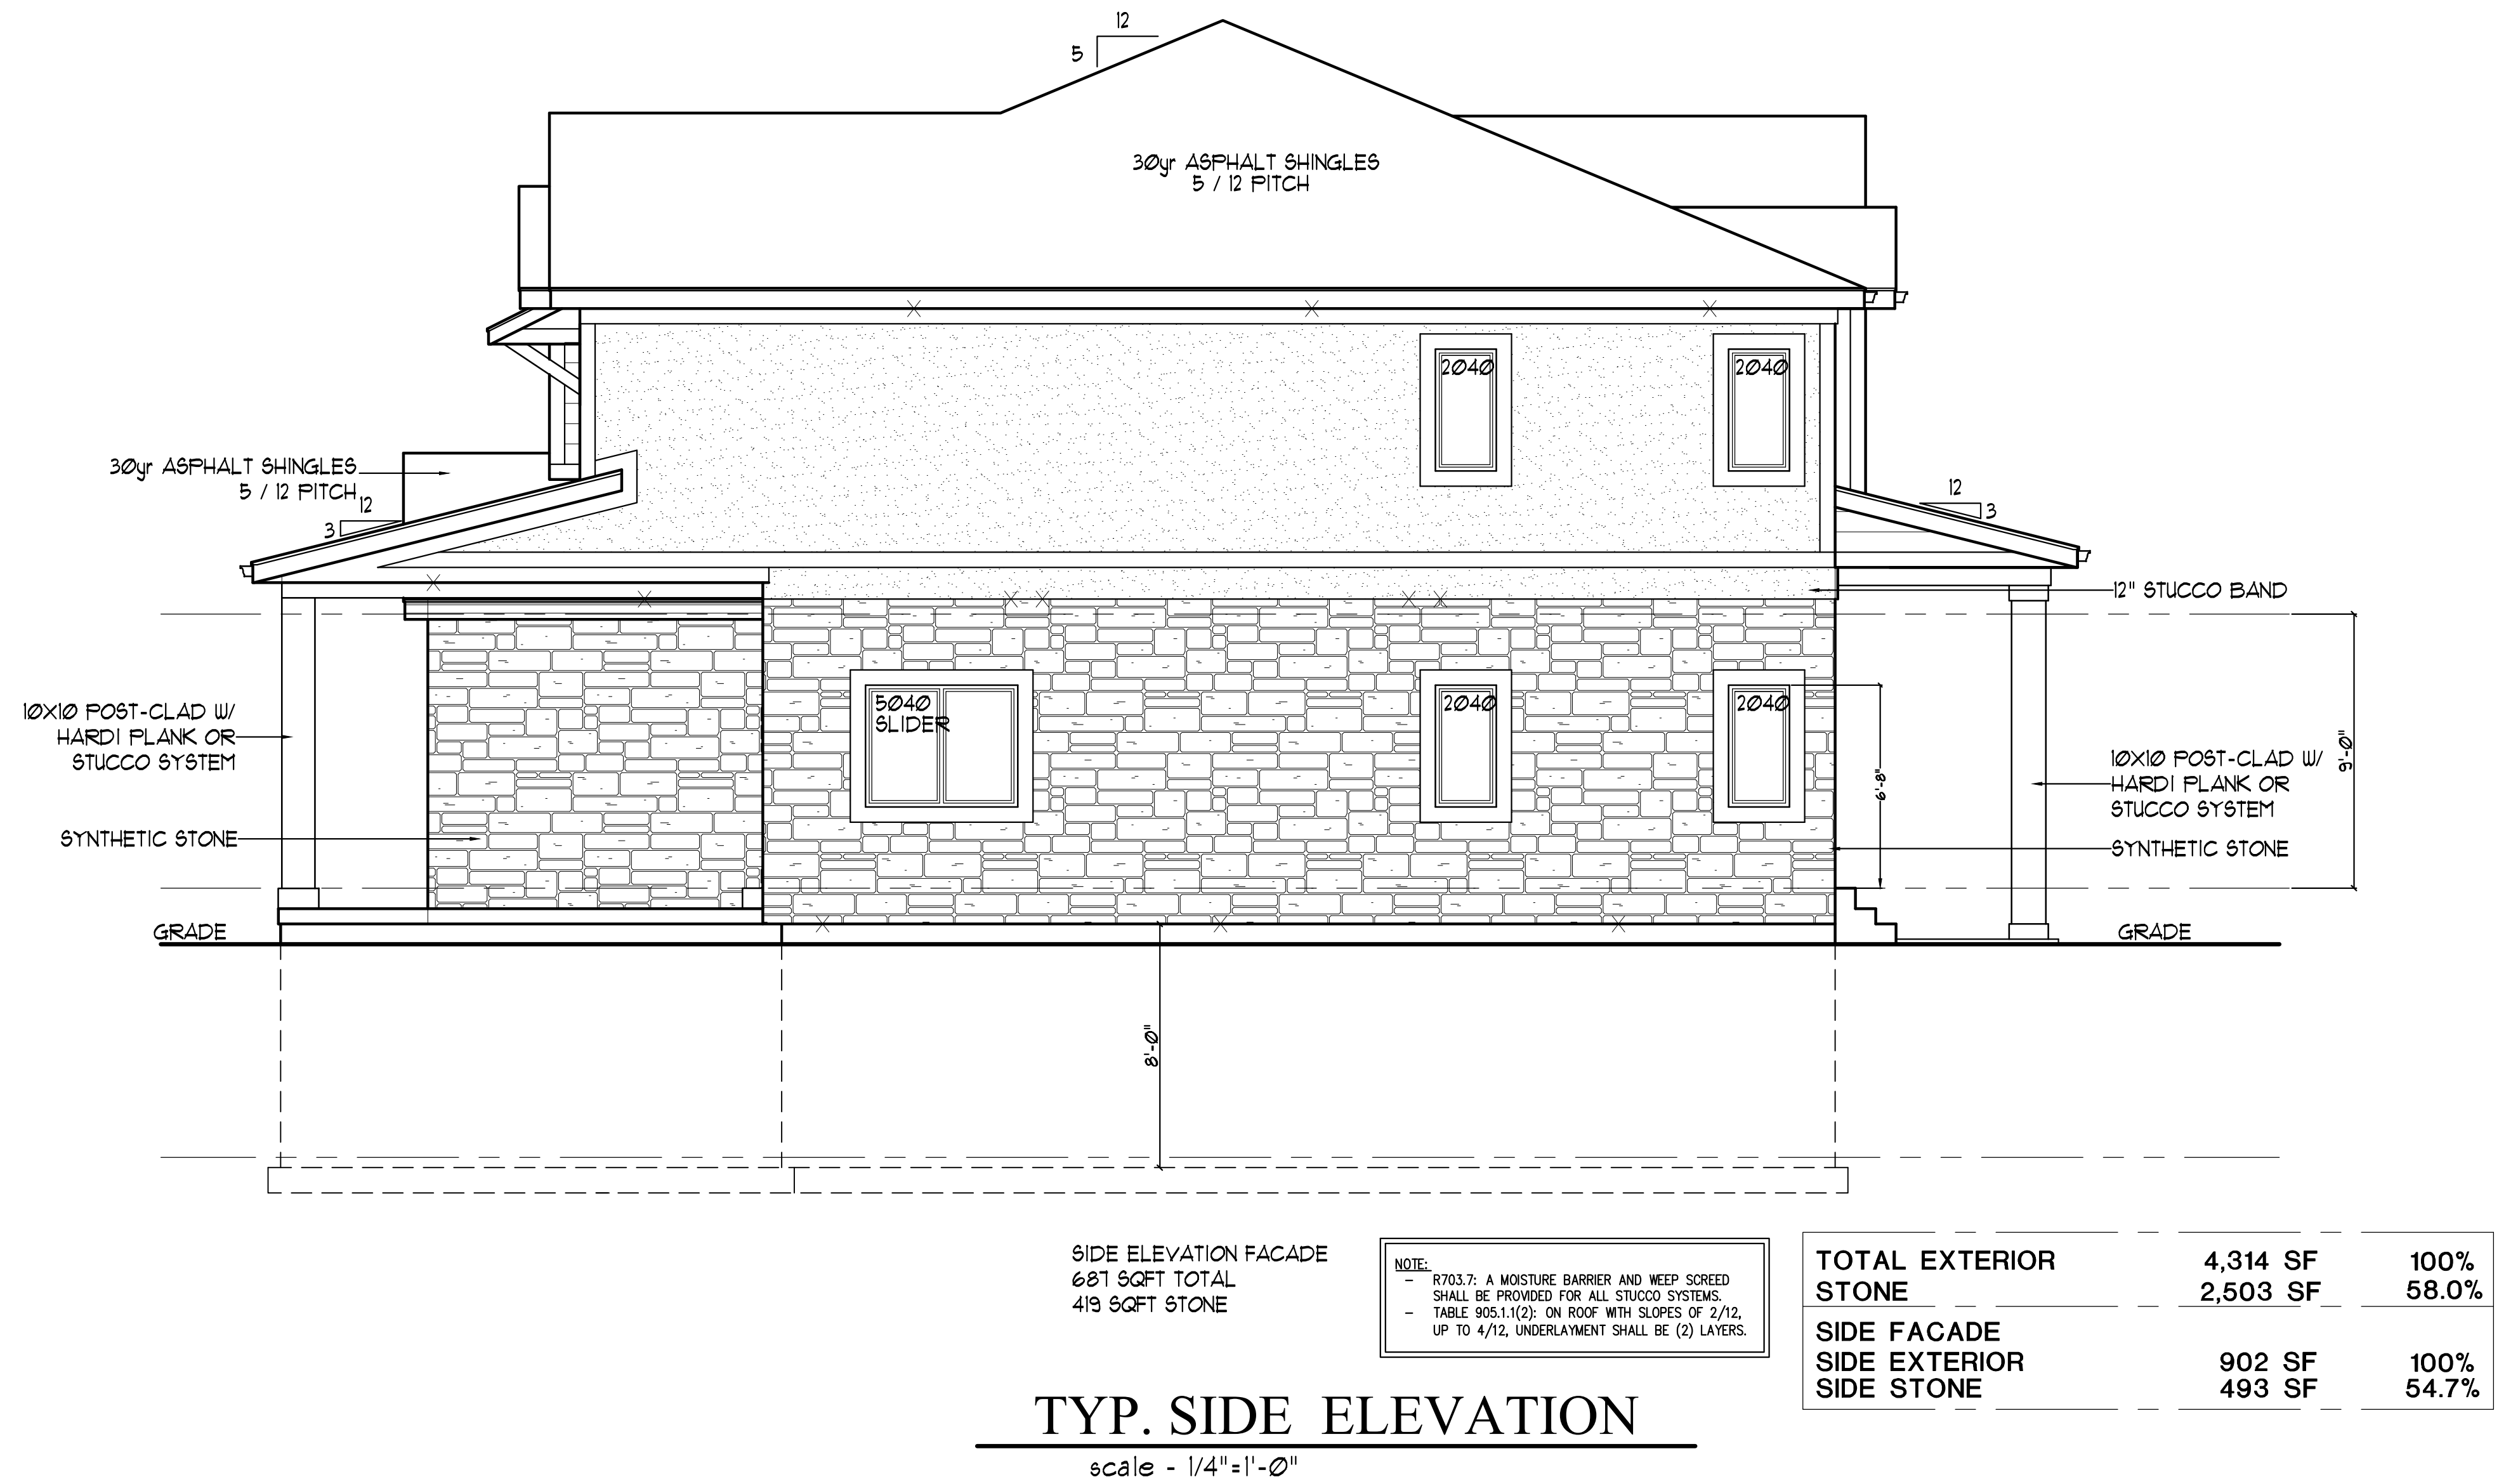 12
5
30yr ASPHALT SHINGLES
5 / 12 PITCH
2040
2040
30yr ASPHALT SHINGLES
5 / 12 PITCH
12
3
12
3
12" STUCCO BAND
10X10 POST-CLAD W/
HARDI PLANK OR
STUCCO SYSTEM
5040
SLIDER
2040
2040
6'-8"
9'-0"
10X10 POST-CLAD W/
HARDI PLANK OR
STUCCO SYSTEM
SYNTHETIC STONE
SYNTHETIC STONE
GRADE
GRADE
8'-0"
SIDE ELEVATION FACADE
687 SQFT TOTAL
419 SQFT STONE
NOTE:
- R703.7: A MOISTURE BARRIER AND WEEP SCREED
SHALL BE PROVIDED FOR ALL STUCCO SYSTEMS.
- TABLE 905.1.1(2): ON ROOF WITH SLOPES OF 2/12,
UP TO 4/12, UNDERLAYMENT SHALL BE (2) LAYERS.
TOTAL EXTERIOR 4,314 SF 100%
STONE 2,503 SF 58.0%
SIDE FACADE
SIDE EXTERIOR 902 SF 100%
SIDE STONE 493 SF 54.7%
TYP. SIDE ELEVATION
scale - 1/4"=1'-0"